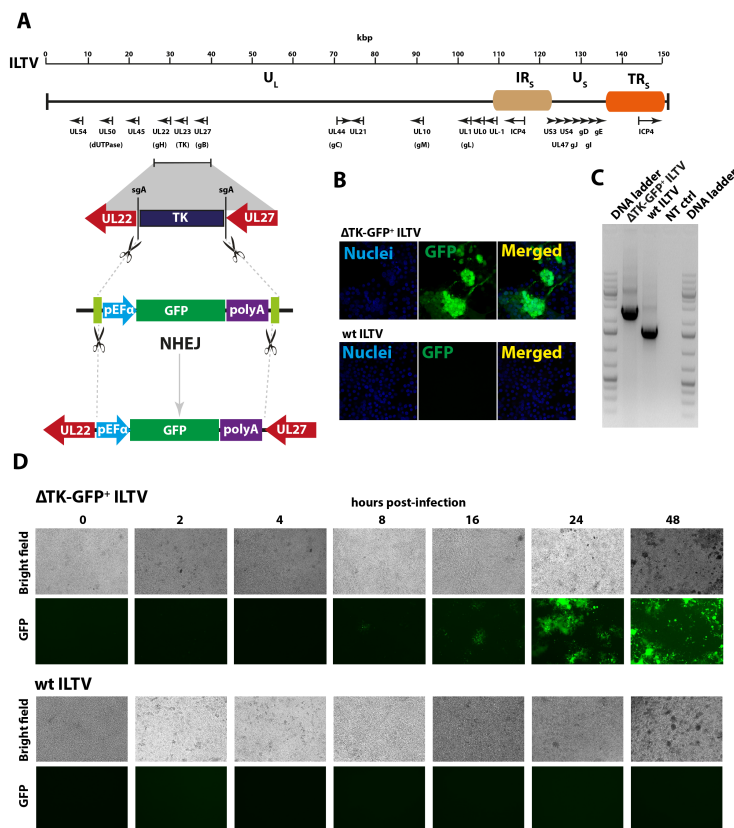 A
kbp
0 10 20 30 40 50 60 70 80 90 100 110 120 130 140 150
ILTV
UL IRS US TRS
UL54 UL50 UL45 UL22 UL23 UL27 UL44 UL21 UL10 UL1 UL0 UL-1 ICP4 US3 US4 gD gE ICP4
(dUTPase) (gH) (TK) (gB) (gC) (gM) (gL) UL47 gJ gI
sgA sgA
UL22 TK UL27
pEFα GFP polyA
NHEJ
UL22 pEFα GFP polyA UL27
B
ΔTK-GFP+ ILTV
Nuclei GFP Merged
wt ILTV
Nuclei GFP Merged
C
DNA ladder
ΔTK-GFP+ ILTV
wt ILTV
NT ctrl
DNA ladder
D
ΔTK-GFP+ ILTV
hours post-infection
0 2 4 8 16 24 48
Bright field
GFP
wt ILTV
Bright field
GFP